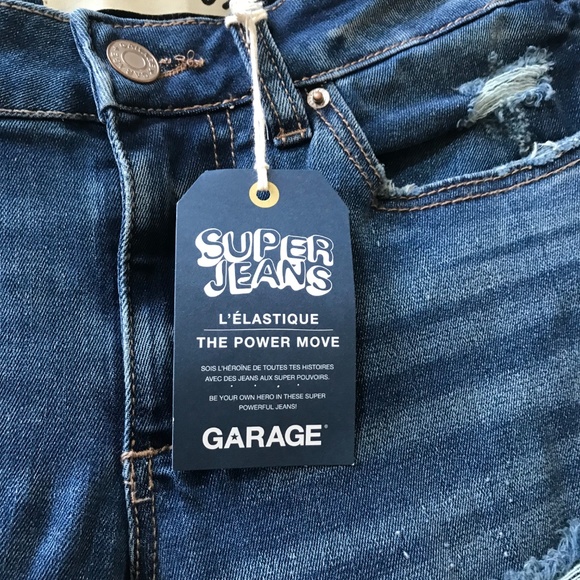 SUPER
JEANS
L'ÉLASTIQUE
THE POWER MOVE
SOIS L'HÉROÏNE DE TOUTES TES HISTOIRES
AVEC DES JEANS AUX SUPER POUVOIRS.
BE YOUR OWN HERO IN THESE SUPER
POWERFUL JEANS!
GARAGE®